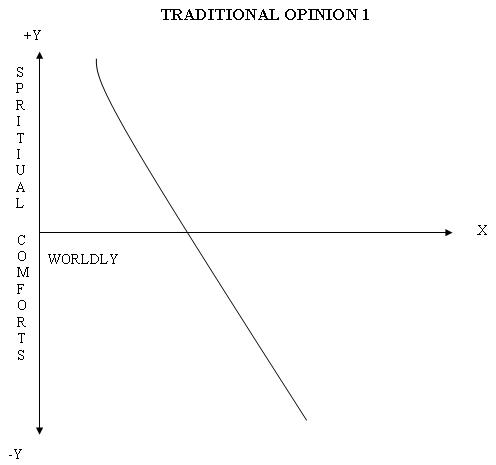 TRADITIONAL OPINION 1
+Y
SPRITIUAL COMFORTS
X
WORLDLY
-Y